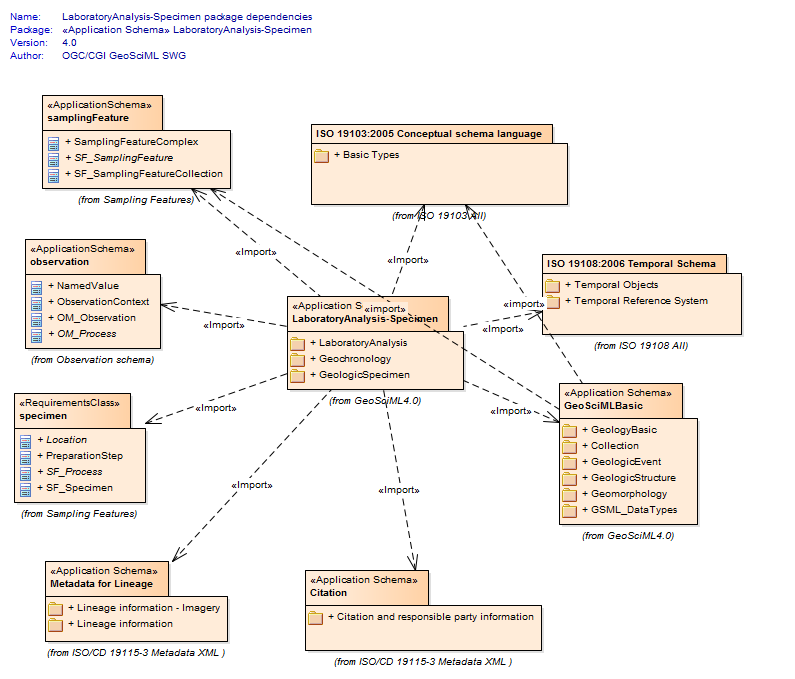 Name: LaboratoryAnalysis-Specimen package dependencies
Package: «Application Schema» LaboratoryAnalysis-Specimen
Version: 4.0
Author: OGC/CGI GeoSciML SWG
«ApplicationSchema»
samplingFeature
+ SamplingFeatureComplex
+ SF_SamplingFeature
+ SF_SamplingFeatureCollection
(from Sampling Features)
ISO 19103:2005 Conceptual schema language
+ Basic Types
(from ISO 19103 All)
«Import»
«Import»
«ApplicationSchema»
observation
+ NamedValue
+ ObservationContext
+ OM_Observation
+ OM_Process
(from Observation schema)
ISO 19108:2006 Temporal Schema
+ Temporal Objects
+ Temporal Reference System
(from ISO 19108 All)
«import»
«import»
«Import»
«Import»
«Application S
LaboratoryAnalysis-Specimen
+ LaboratoryAnalysis
+ Geochronology
+ GeologicSpecimen
(from GeoSciML4.0)
«RequirementsClass»
specimen
+ Location
+ PreparationStep
+ SF_Process
+ SF_Specimen
(from Sampling Features)
«Import»
«Import»
«Application Schema»
GeoSciMLBasic
+ GeologyBasic
+ Collection
+ GeologicEvent
+ GeologicStructure
+ Geomorphology
+ GSML_DataTypes
(from GeoSciML4.0)
«Import»
«Import»
«Application Schema»
Metadata for Lineage
+ Lineage information - Imagery
+ Lineage information
(from ISO/CD 19115-3 Metadata XML )
«Application Schema»
Citation
+ Citation and responsible party information
(from ISO/CD 19115-3 Metadata XML )